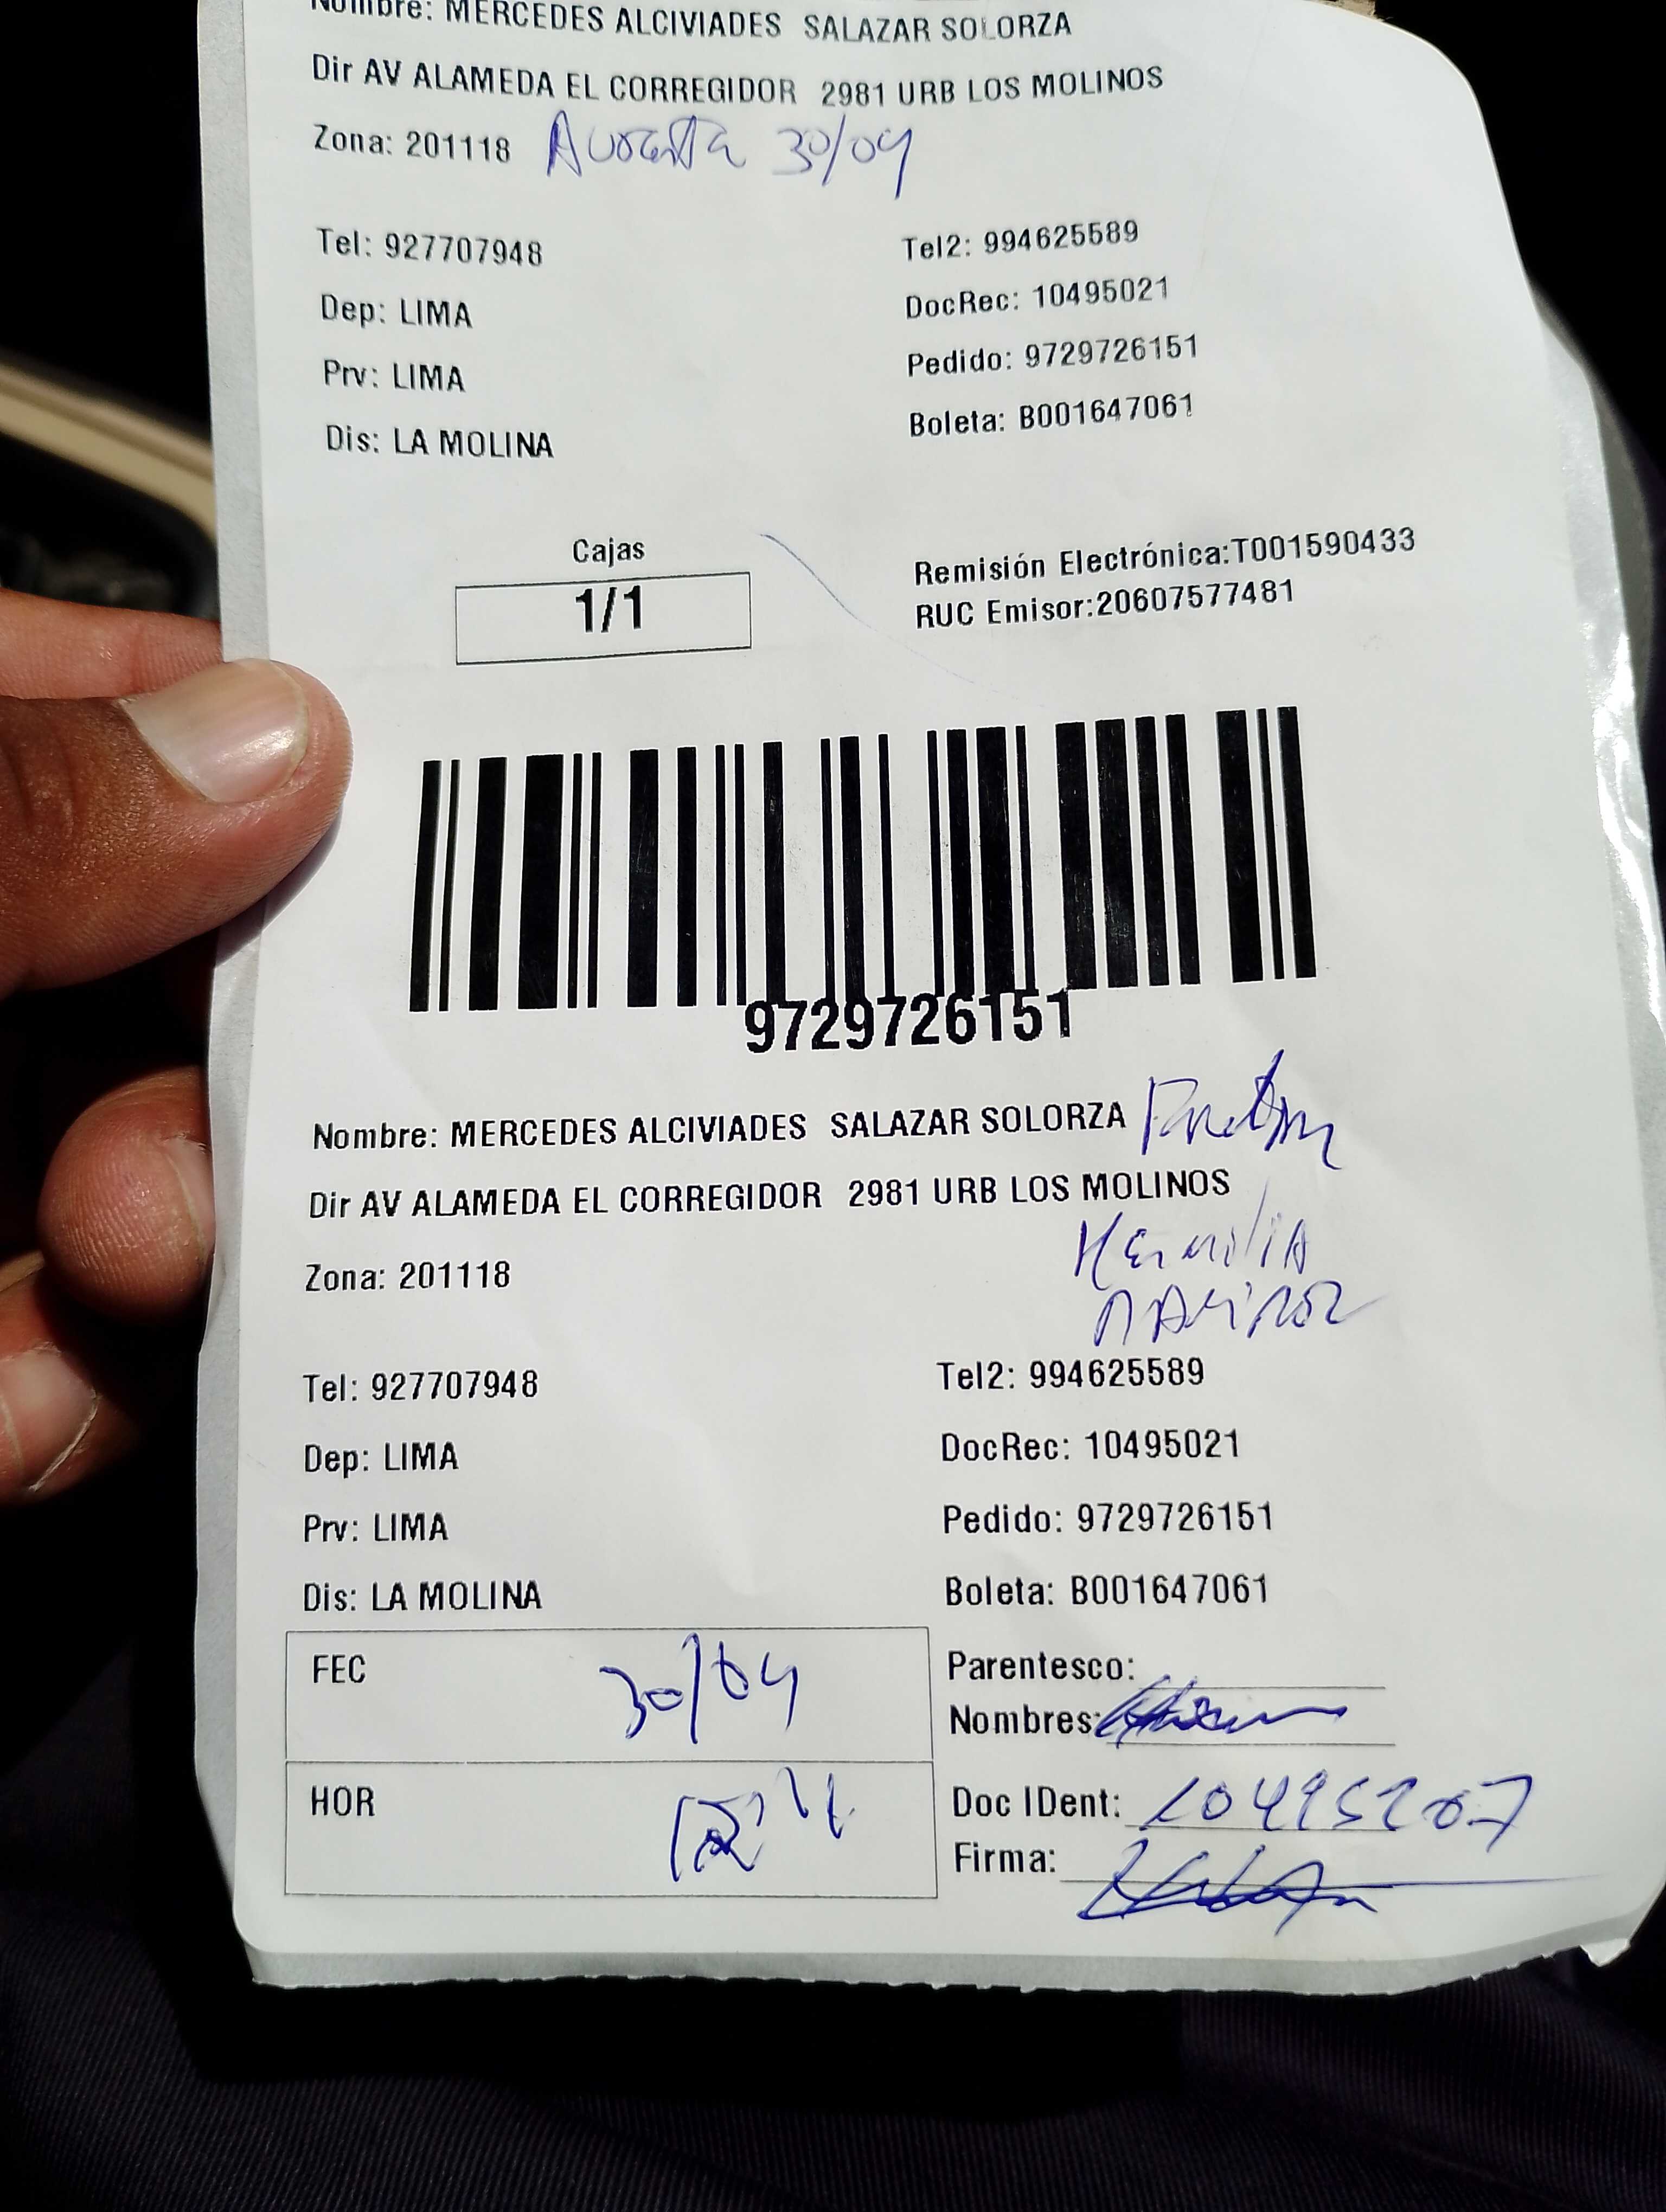 Nombre: MERCEDES ALCIVIADES SALAZAR SOLORZA
Dir AV ALAMEDA EL CORREGIDOR 2981 URB LOS MOLINOS
Zona: 201118 30/04
Tel: 927707948 Tel2: 994625589
Dep: LIMA DocRec: 10495021
Prv: LIMA Pedido: 9729726151
Dis: LA MOLINA Boleta: B001647061
Cajas
1/1
Remisión Electrónica:T001590433
RUC Emisor:20607577481
9729726151
Nombre: MERCEDES ALCIVIADES SALAZAR SOLORZA
Dir AV ALAMEDA EL CORREGIDOR 2981 URB LOS MOLINOS
Zona: 201118
Tel: 927707948 Tel2: 994625589
Dep: LIMA DocRec: 10495021
Prv: LIMA Pedido: 9729726151
Dis: LA MOLINA Boleta: B001647061
FEC 30/04
HOR
Parentesco:
Nombres:
Doc IDent:
Firma: